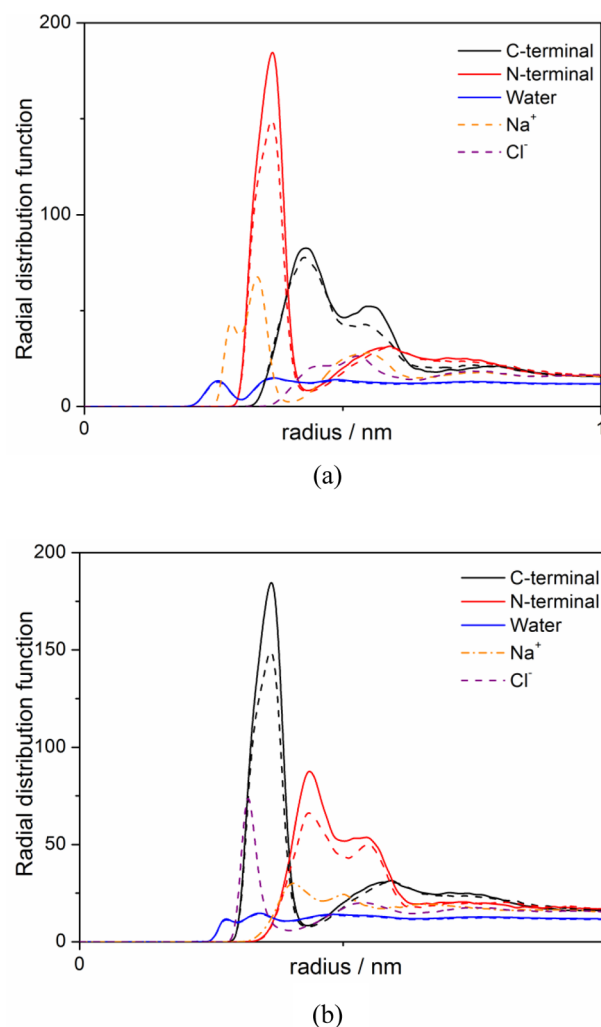 200
C-terminal
N-terminal
Water
Na+
Cl-
Radial distribution function
100
0
0
radius / nm
1
(a)
200
C-terminal
N-terminal
Water
Na+
Cl-
Radial distribution function
150
100
50
0
0
radius / nm
(b)